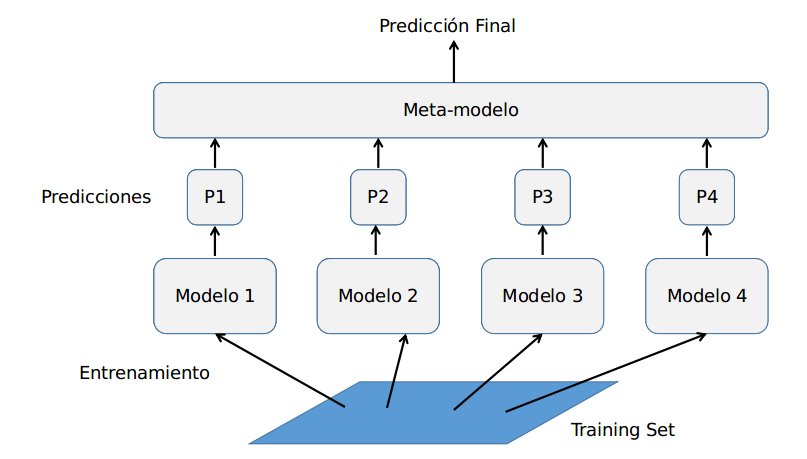 Predicción Final
Meta-modelo
Predicciones
P1
P2
P3
P4
Modelo 1
Modelo 2
Modelo 3
Modelo 4
Entrenamiento
Training Set